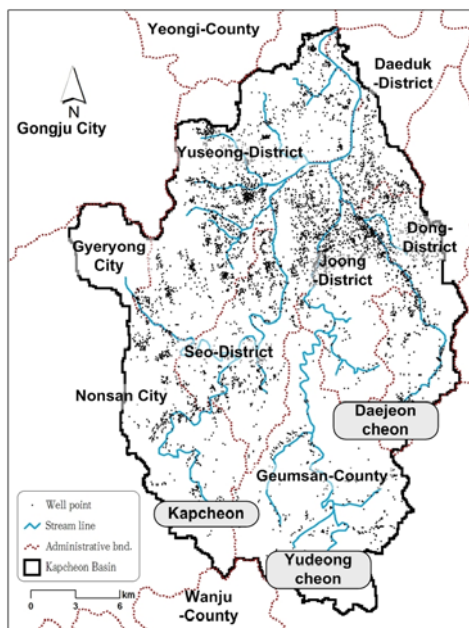 Yeongi-County
Daeduk
-District
N
Gongju City
Yuseong-District
Dong-
District
Gyeryong
City
Joong
-District
Seo-District
Nonsan City
Daejeon
cheon
Geumsan-County
Kapcheon
Yudeong
cheon
Wanju
-County
Well point
Stream line
Administrative bnd.
Kapcheon Basin
0 3 6 km